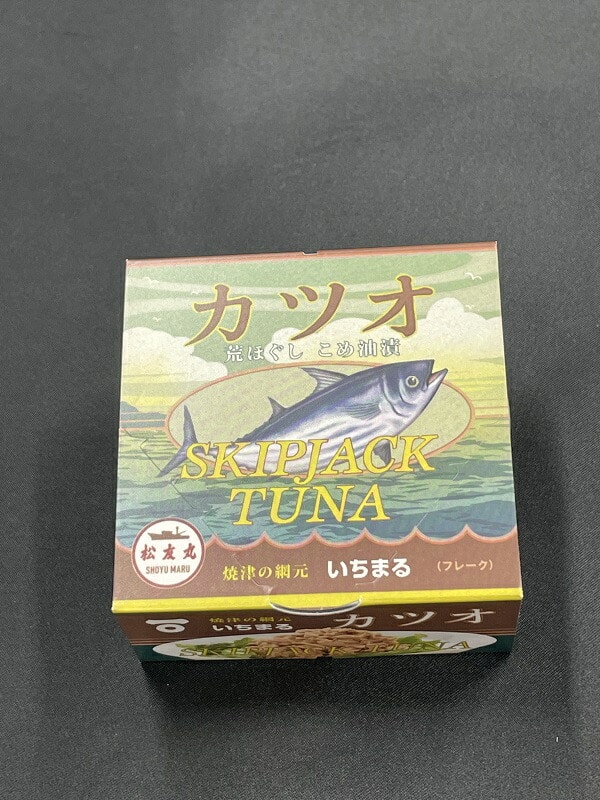 カツオ
荒ほぐし こめ油漬
SKIPJACK
TUNA
松友丸
SHOYU MARU
焼津の網元 いちまる (フレーク)
焼津の網元
いちまる
カツオ
SKIPJACK TUNA